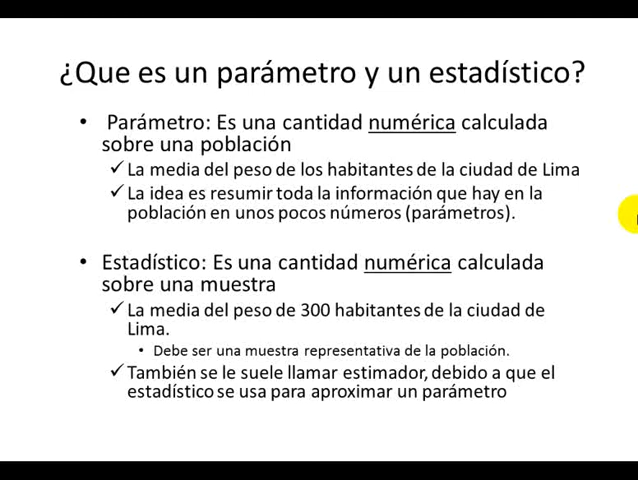 ¿Que es un parámetro y un estadístico?
• Parámetro: Es una cantidad numérica calculada
sobre una población
✓ La media del peso de los habitantes de la ciudad de Lima
✓ La idea es resumir toda la información que hay en la
población en unos pocos números (parámetros).
• Estadístico: Es una cantidad numérica calculada
sobre una muestra
✓ La media del peso de 300 habitantes de la ciudad de
Lima.
• Debe ser una muestra representativa de la población.
✓ También se le suele llamar estimador, debido a que el
estadístico se usa para aproximar un parámetro